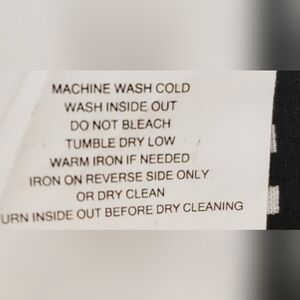 MACHINE WASH COLD
WASH INSIDE OUT
DO NOT BLEACH
TUMBLE DRY LOW
WARM IRON IF NEEDED
IRON ON REVERSE SIDE ONLY
OR DRY CLEAN
URN INSIDE OUT BEFORE DRY CLEANING